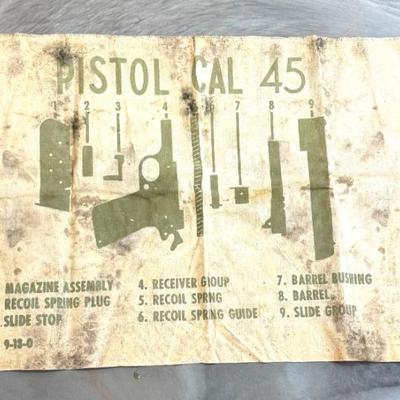 PISTOL CAL 45
1 2 3 4 5 6 7 8 9
MAGAZINE ASSEMBLY
RECOIL SPRING PLUG
SLIDE STOP
4. RECEIVER GIOUP
5. RECOIL SPRNG
6. RECOIL SPRNG GUIDE
7. BARREL BUSHING
8. BARREL
9. SLIDE GROUP
9-18-0